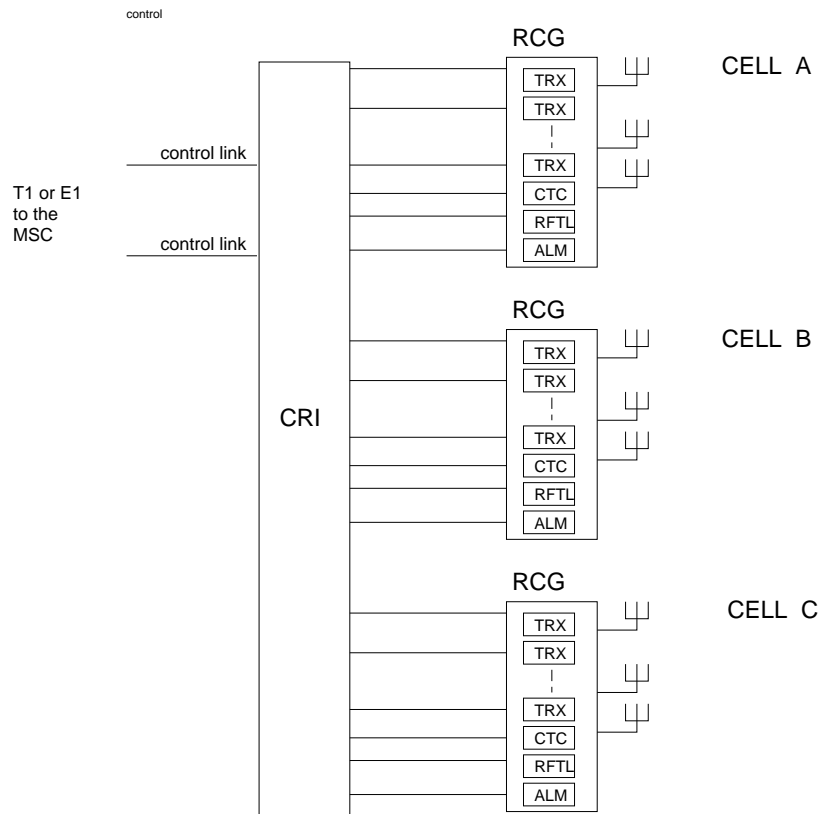 control
RCG
CELL A
TRX
TRX
control link
TRX
T1 or E1
to the
MSC
CTC
RFTL
control link
ALM
RCG
CELL B
TRX
TRX
CRI
TRX
CTC
RFTL
ALM
RCG
CELL C
TRX
TRX
TRX
CTC
RFTL
ALM